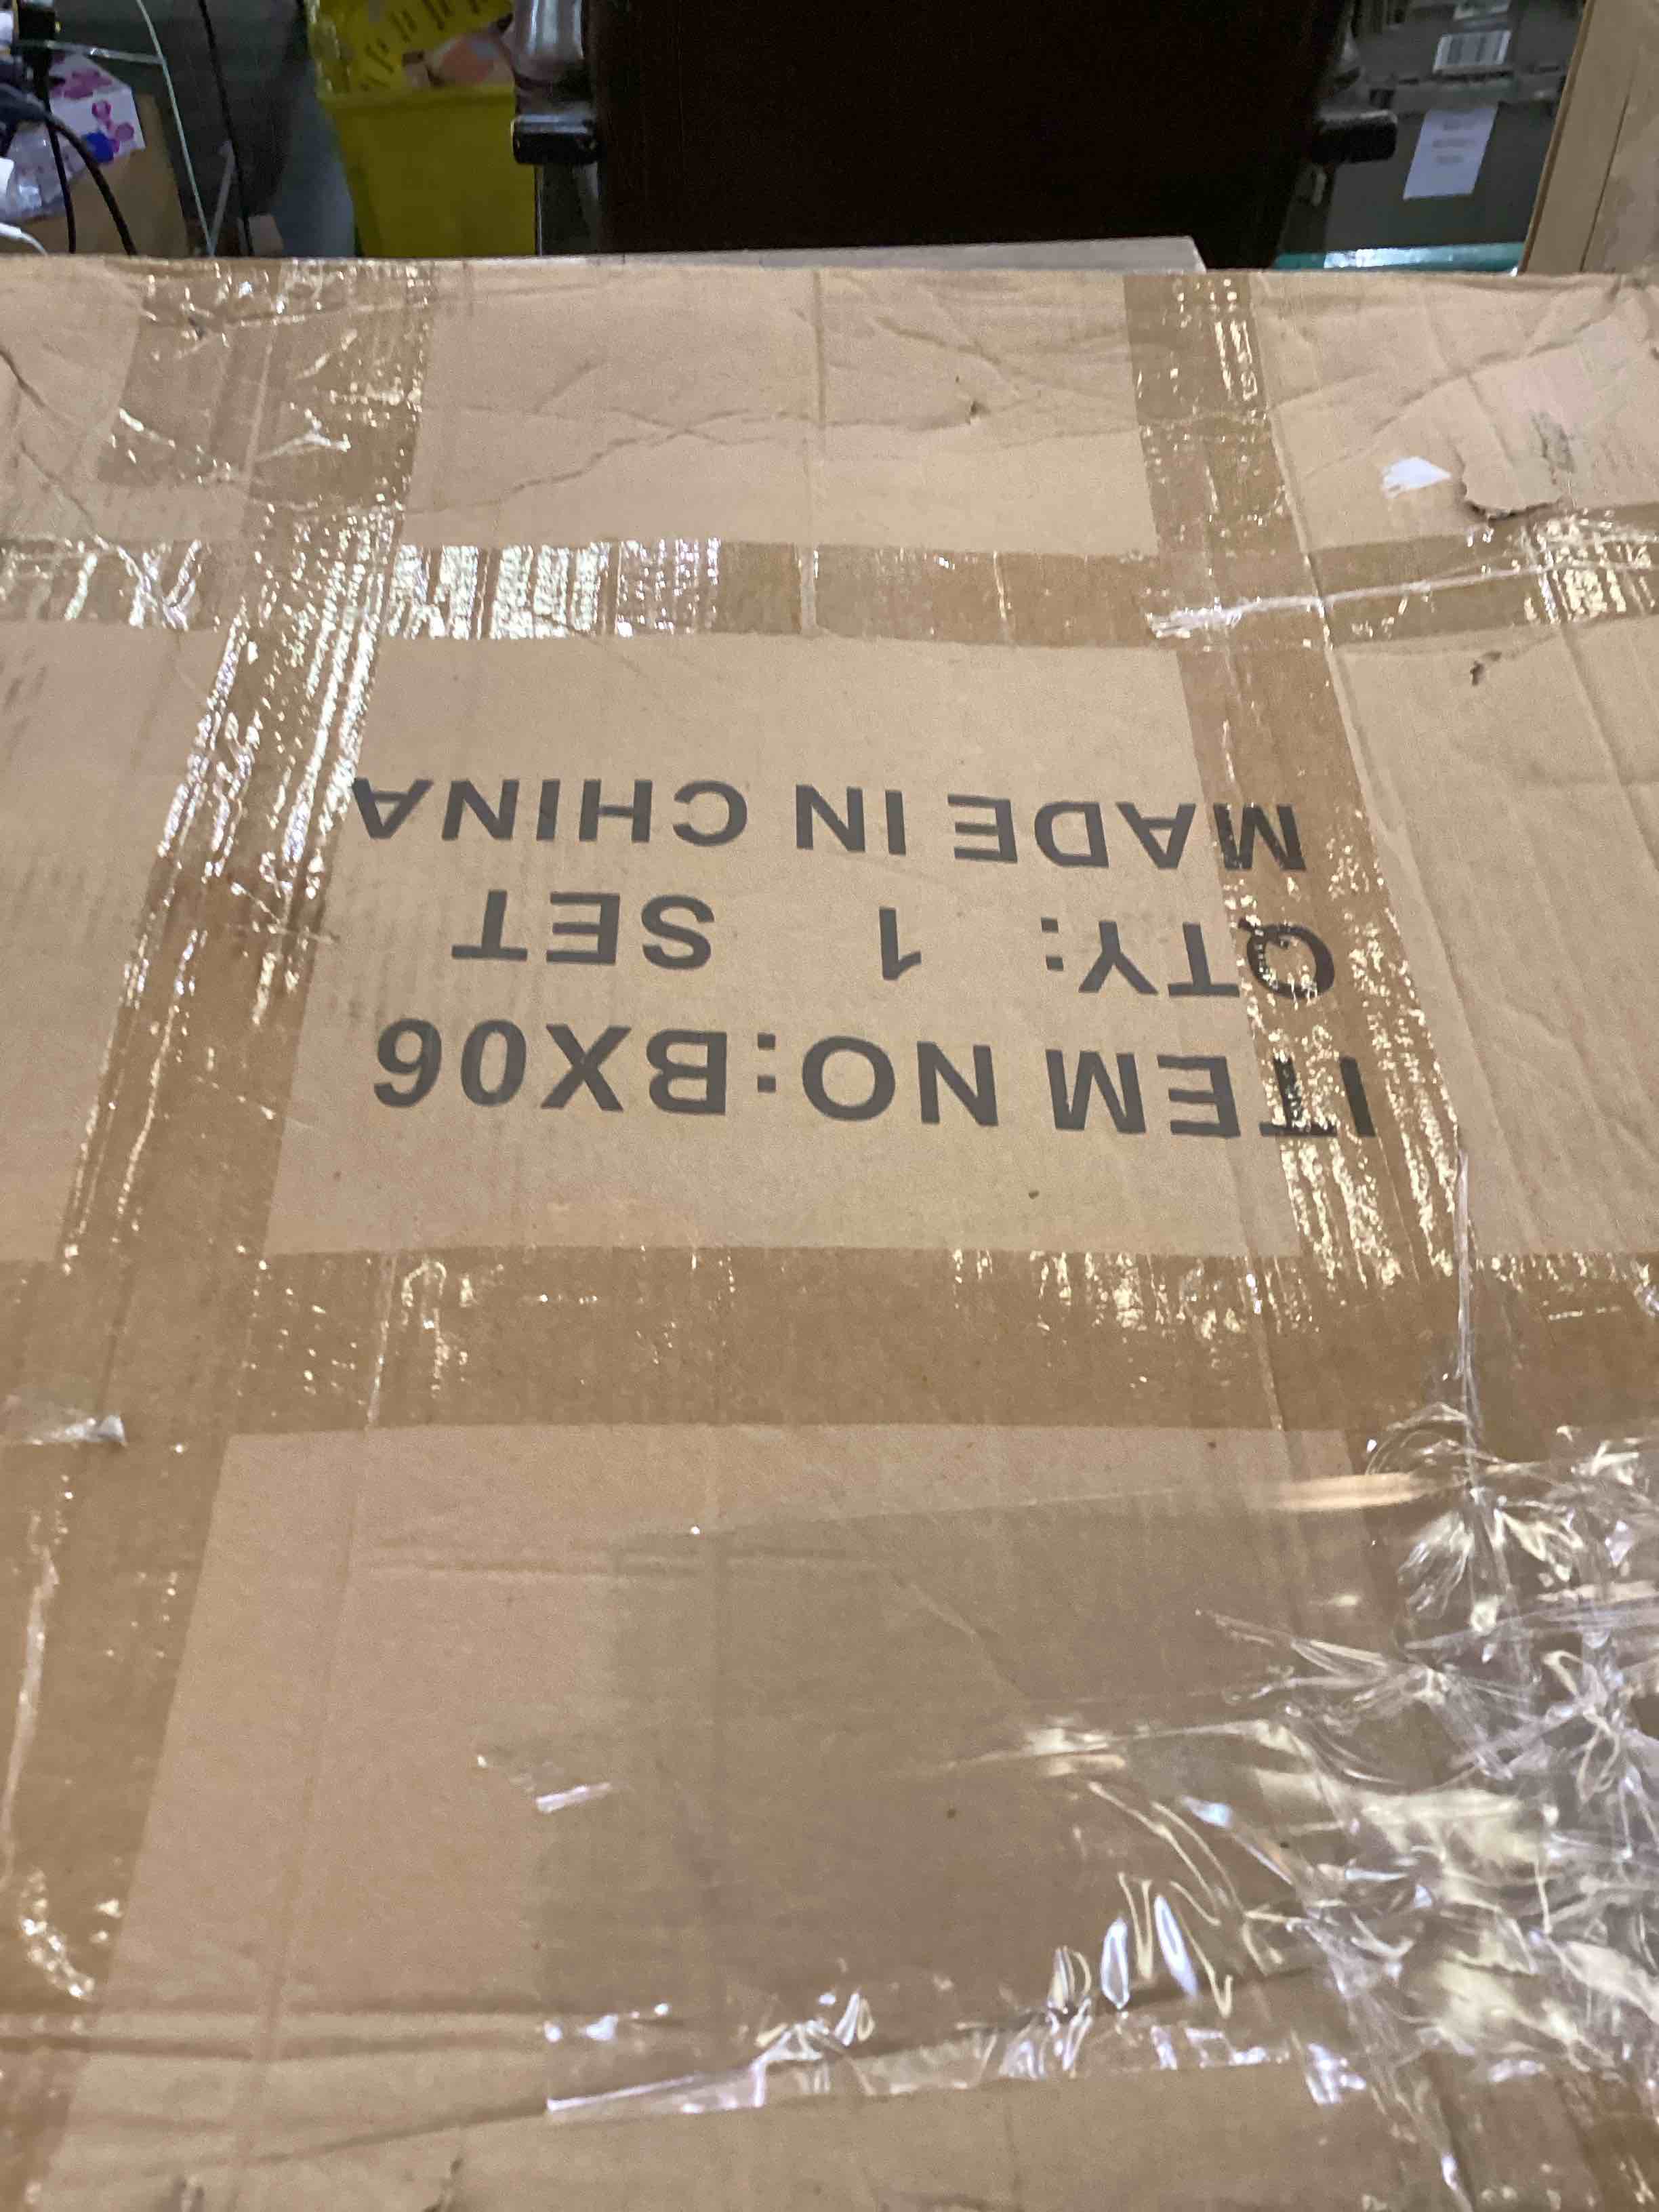 ITEM NO:BX06
QTY: 1 SET
MADE IN CHINA